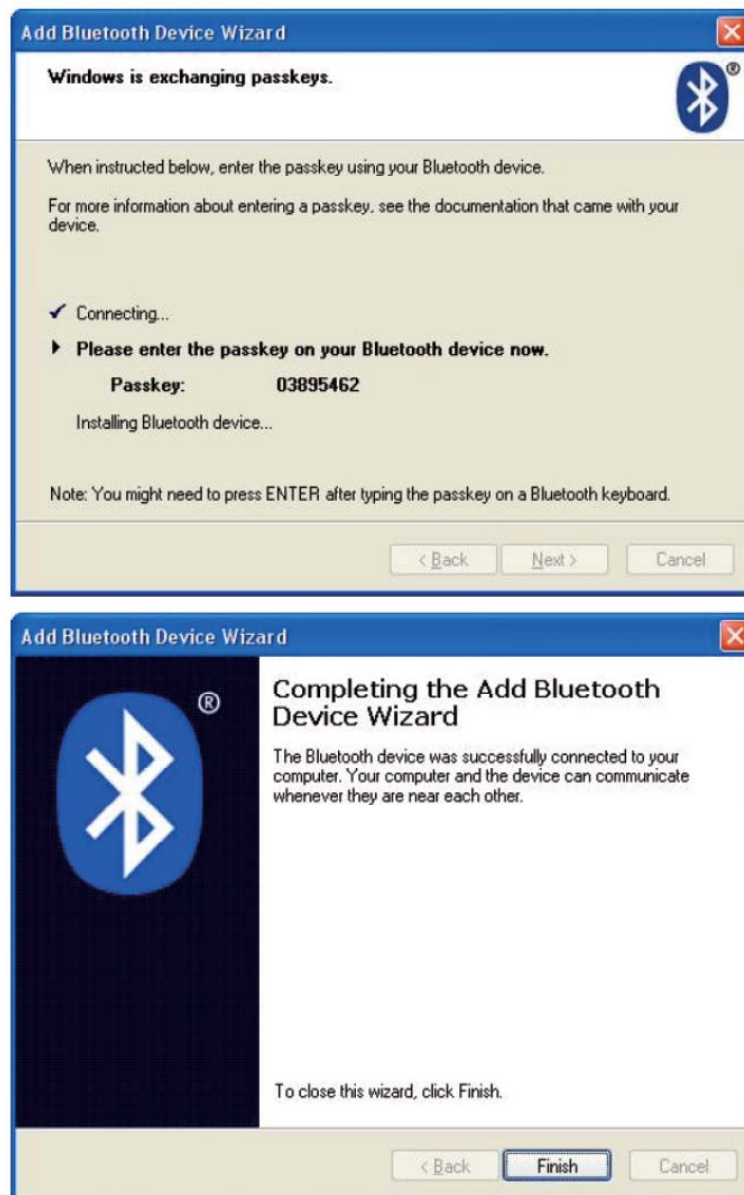 Add Bluetooth Device Wizard
Windows is exchanging passkeys.
®
When instructed below, enter the passkey using your Bluetooth device.
For more information about entering a passkey, see the documentation that came with your
device.
Connecting...
Please enter the passkey on your Bluetooth device now.
Passkey: 03895462
Installing Bluetooth device...
Note: You might need to press ENTER after typing the passkey on a Bluetooth keyboard.
< Back Next > Cancel
Add Bluetooth Device Wizard
®
Completing the Add Bluetooth
Device Wizard
The Bluetooth device was successfully connected to your
computer. Your computer and the device can communicate
whenever they are near each other.
To close this wizard, click Finish.
< Back Finish Cancel